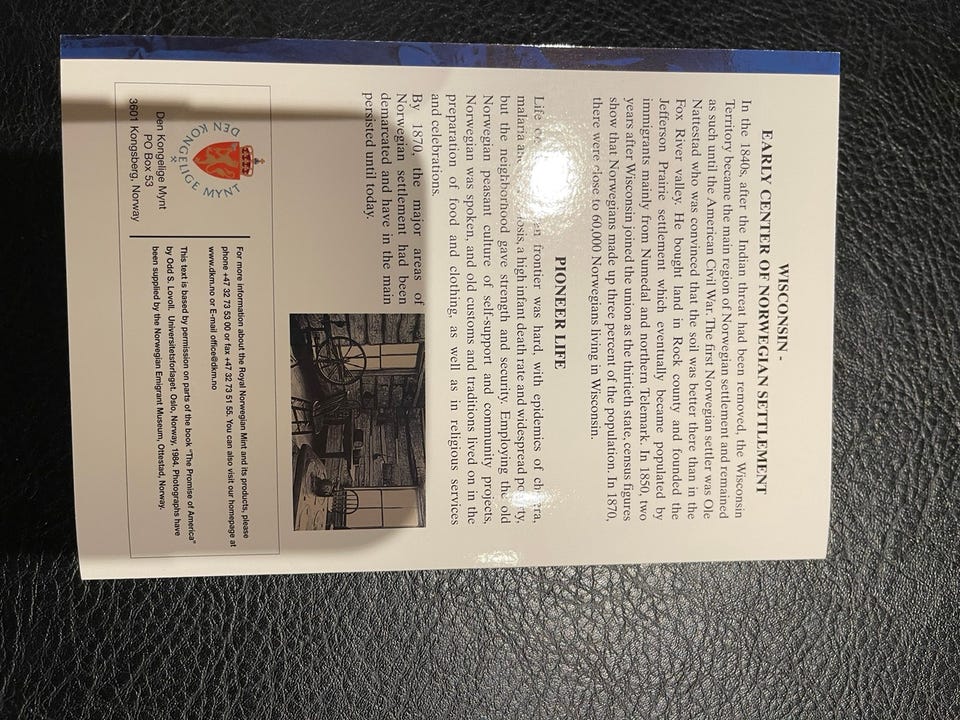 WISCONSIN -
EARLY CENTER OF NORWEGIAN SETTLEMENT
In the 1840s, after the Indian threat had been removed, the Wisconsin
Territory became the main region of Norwegian settlement and remained
as such until the American Civil War. The first Norwegian settler was Ole
Nattestad who was convinced that the soil was better there than in the
Fox River valley. He bought land in Rock county and founded the
Jefferson Prairie settlement which eventually became populated by
immigrants mainly from Numedal and northern Telemark. In 1850, two
years after Wisconsin joined the union as the thirtieth state, census figures
show that Norwegians made up three percent of the population. In 1870,
there were close to 60,000 Norwegians living in Wisconsin.
PIONEER LIFE
Life frontier was hard, with epidemics of
malaria a high infant death rate and widespread
but the neighborhood gave strength and security. Employing the old
Norwegian peasant culture of self-support and community projects,
Norwegian was spoken, and old customs and traditions lived on in the
preparation of food and clothing, as well as in religious services
and celebrations.
By 1870, the major areas of
Norwegian settlement had been
demarcated and have in the main
persisted until today.
DEN KONGELIGE MYNT
Den Kongelige Mynt
PO Box 53
3601 Kongsberg, Norway
For more information about the Royal Norwegian Mint and its products, please
phone +47 32 73 53 00 or fax +47 32 73 51 55. You can also visit our homepage at
www.dkm.no or E-mail office@dkm.no
This text is based by permission on parts of the book "The Promise of America"
by Odd S. Lovoll. Universitetsforlaget. Oslo, Norway, 1984. Photographs have
been supplied by the Norwegian Emigrant Museum, Ottestad, Norway.